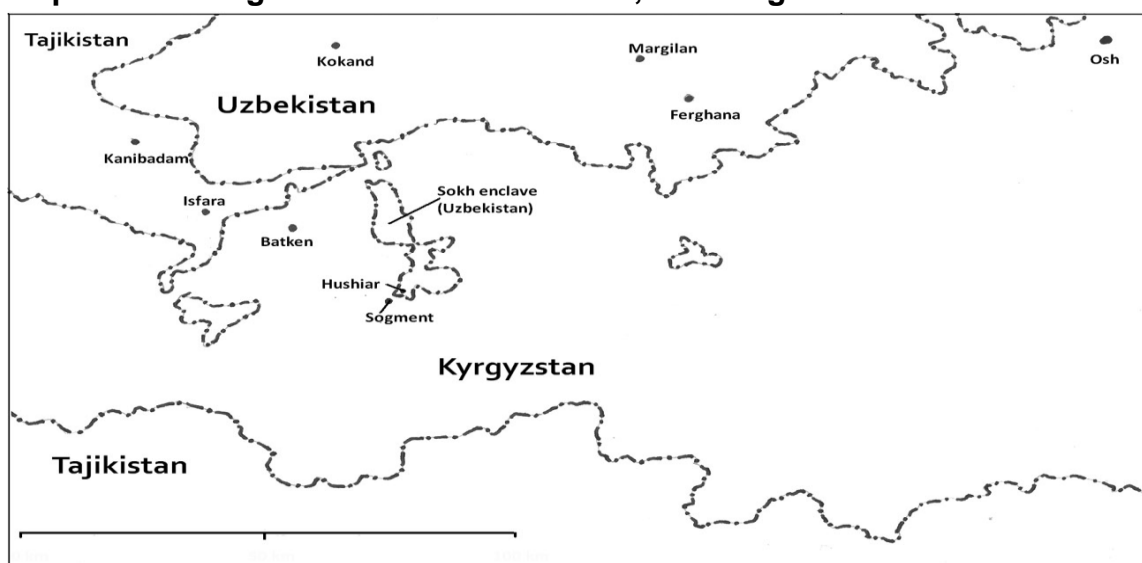 Tajikistan
Kokand
Margilan
Osh
Uzbekistan
Ferghana
Kanibadam
Sokh enclave
(Uzbekistan)
Isfara
Batken
Hushiar
Sogment
Kyrgyzstan
Tajikistan